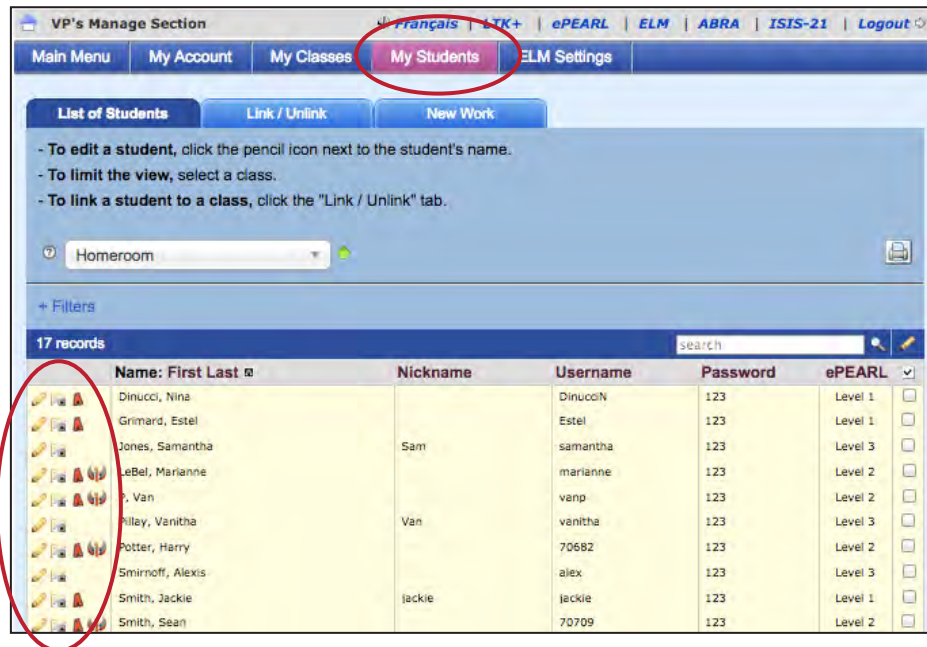 VP's Manage Section Français | LTK+ | ePEARL | ELM | ABRA | ISIS-21 | Logout
Main Menu My Account My Classes My Students ELM Settings
List of Students Link / Unlink New Work
- To edit a student, click the pencil icon next to the student's name.
- To limit the view, select a class.
- To link a student to a class, click the "Link / Unlink" tab.
Homeroom
+ Filters
17 records search
Name: First Last Nickname Username Password ePEARL
Dinucci, Nina DinucciN 123 Level 1
Grimard, Estel Estel 123 Level 1
Jones, Samantha Sam samantha 123 Level 3
LeBel, Marianne marianne 123 Level 2
P, Van vanp 123 Level 2
Pillay, Vanitha Van vanitha 123 Level 3
Potter, Harry 70682 123 Level 2
Smirnoff, Alexis alex 123 Level 3
Smith, Jackie jackie jackie 123 Level 1
Smith, Sean 70709 123 Level 2